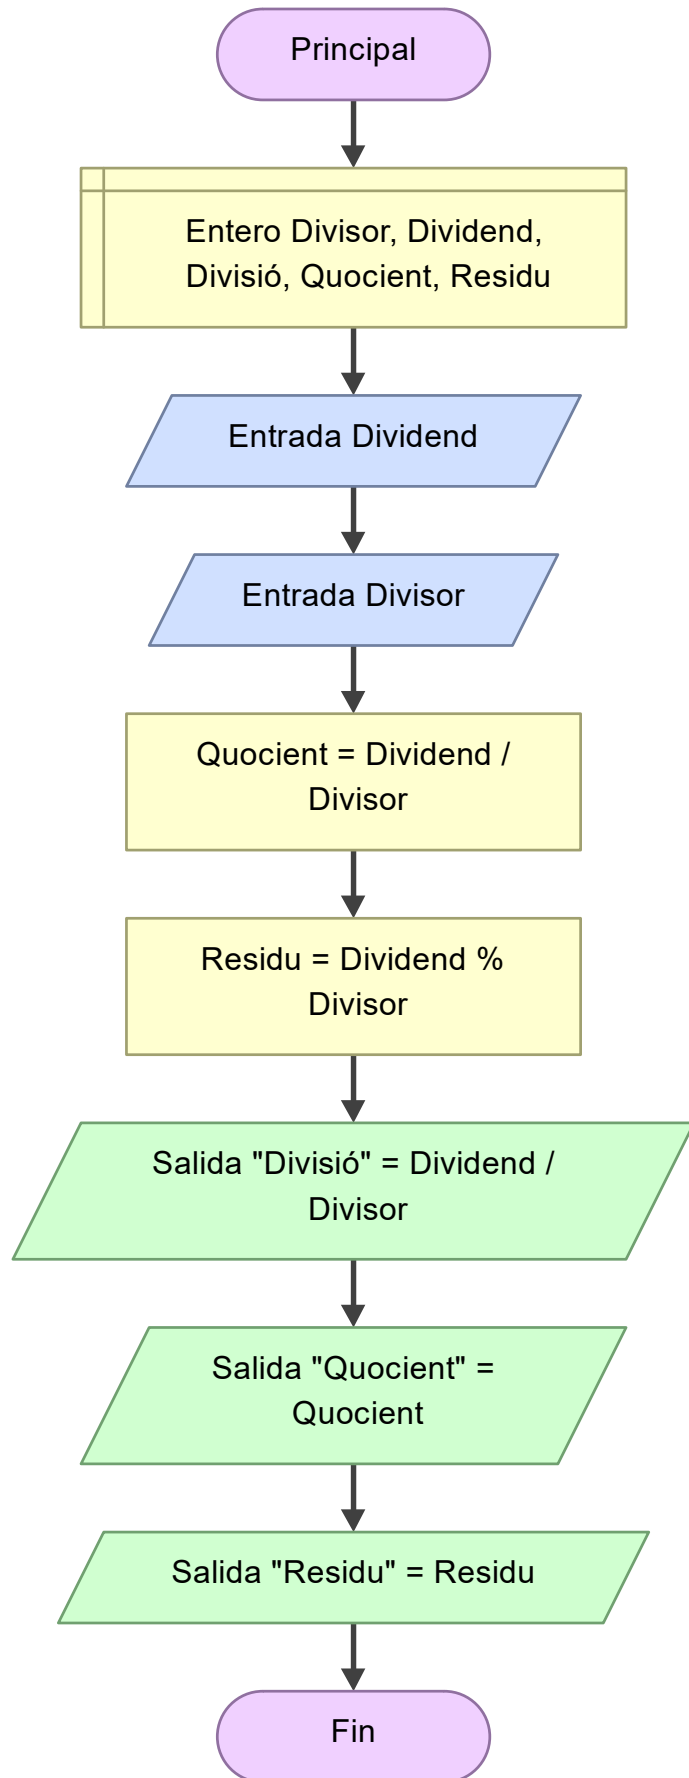 Principal
Entero Divisor, Dividend,
Divisió, Quocient, Residu
Entrada Dividend
Entrada Divisor
Quocient = Dividend /
Divisor
Residu = Dividend %
Divisor
Salida "Divisió" = Dividend /
Divisor
Salida "Quocient" =
Quocient
Salida "Residu" = Residu
Fin